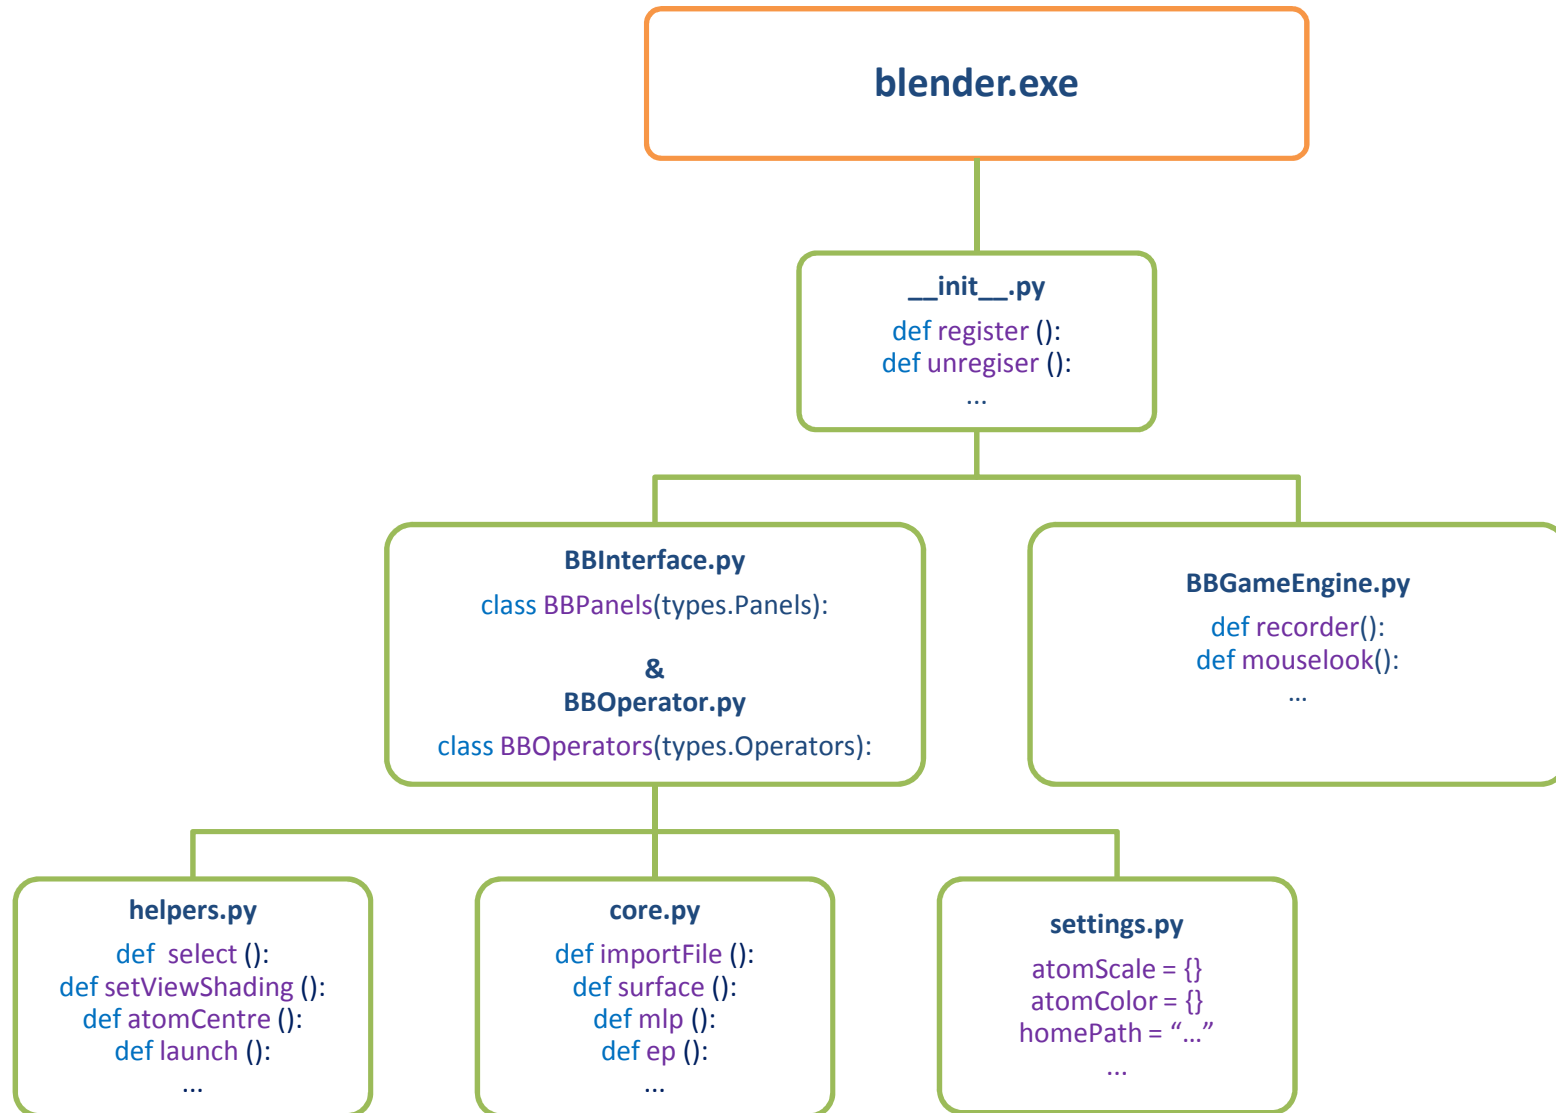 blender.exe
__init__.py
def register ():
def unregiser ():
...
BBInterface.py
class BBPanels(types.Panels):
&
BBOperator.py
class BBOperators(types.Operators):
BBGameEngine.py
def recorder():
def mouselook():
...
helpers.py
def  select ():
def setViewShading ():
def atomCentre ():
def launch ():
...
core.py
def importFile ():
def surface ():
def mlp ():
def ep ():
...
settings.py
atomScale = {}
atomColor = {}
homePath = “…”
...